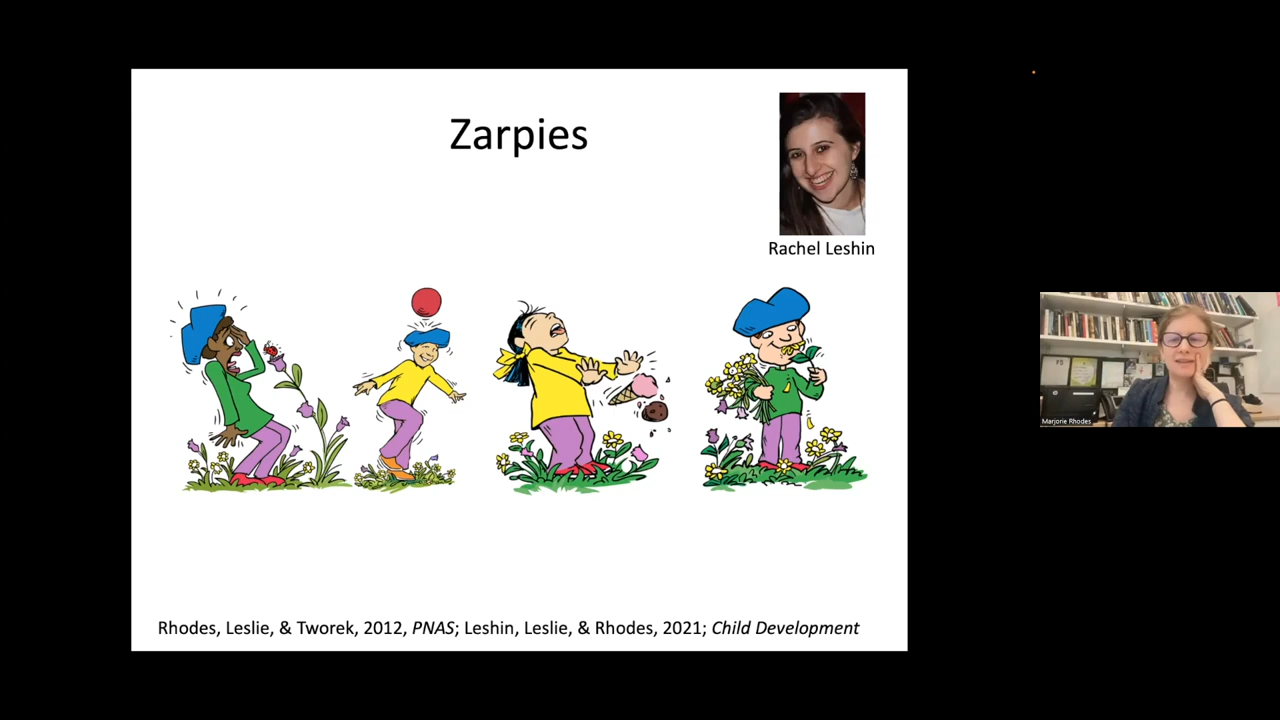 Zarpies
Rachel Leshin
Marjorie Rhodes
Rhodes, Leslie, & Tworek, 2012, PNAS; Leshin, Leslie, & Rhodes, 2021; Child Development